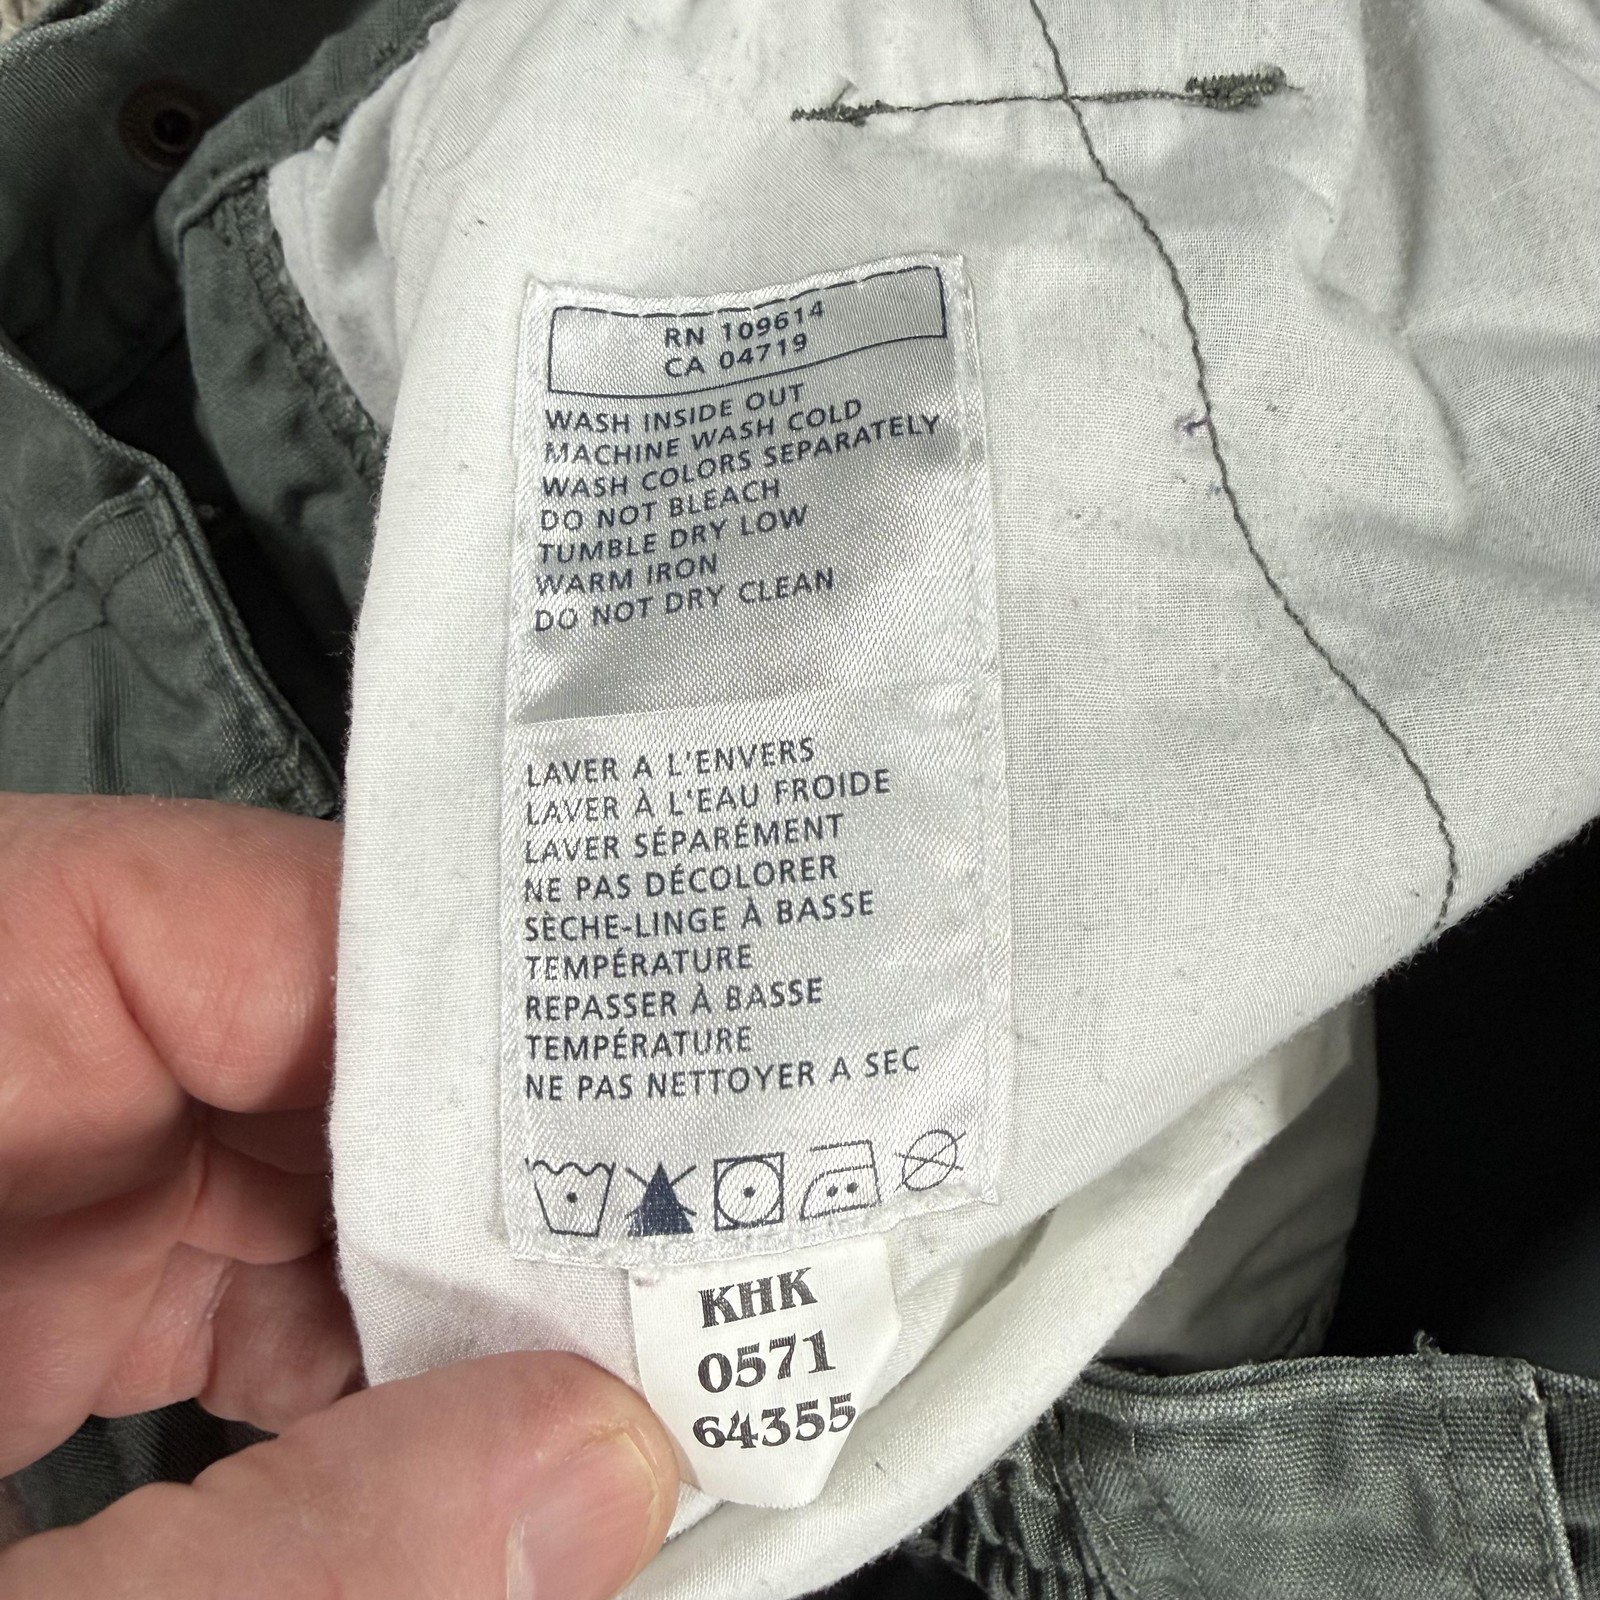 RN 109614
CA 04719
WASH INSIDE OUT
MACHINE WASH COLD
WASH COLORS SEPARATELY
DO NOT BLEACH
TUMBLE DRY LOW
WARM IRON
DO NOT DRY CLEAN
LAVER A L'ENVERS
LAVER À L'EAU FROIDE
LAVER SÉPARÉMENT
NE PAS DÉCOLORER
SÈCHE-LINGE À BASSE
TEMPÉRATURE
REPASSER À BASSE
TEMPÉRATURE
NE PAS NETTOYER A SEC
KHK
0571
64355